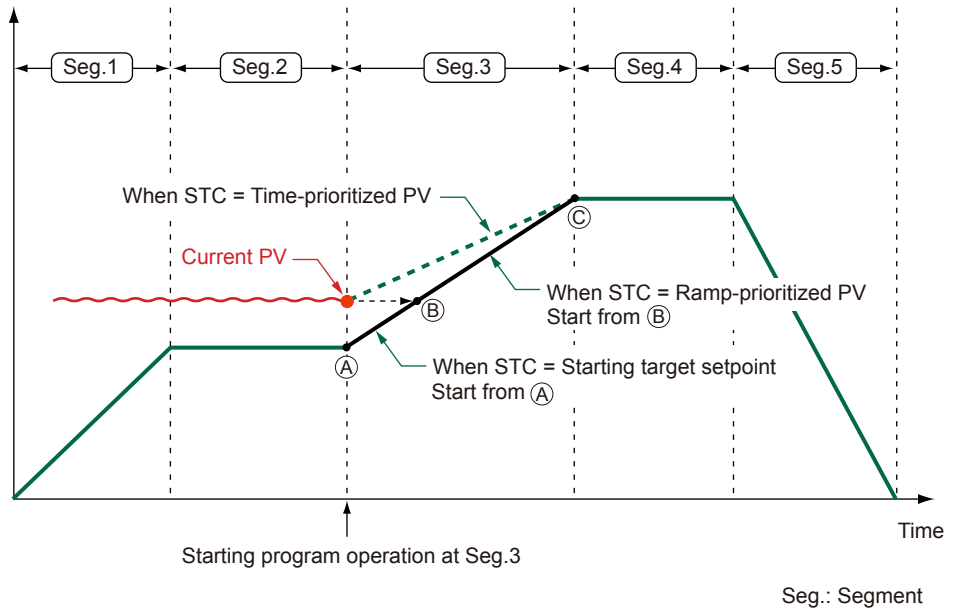 Seg.1
Seg.2
Seg.3
Seg.4
Seg.5
When STC = Time-prioritized PV
C
Current PV
B
When STC = Ramp-prioritized PV
Start from B
A
When STC = Starting target setpoint
Start from A
Time
Starting program operation at Seg.3
Seg.: Segment